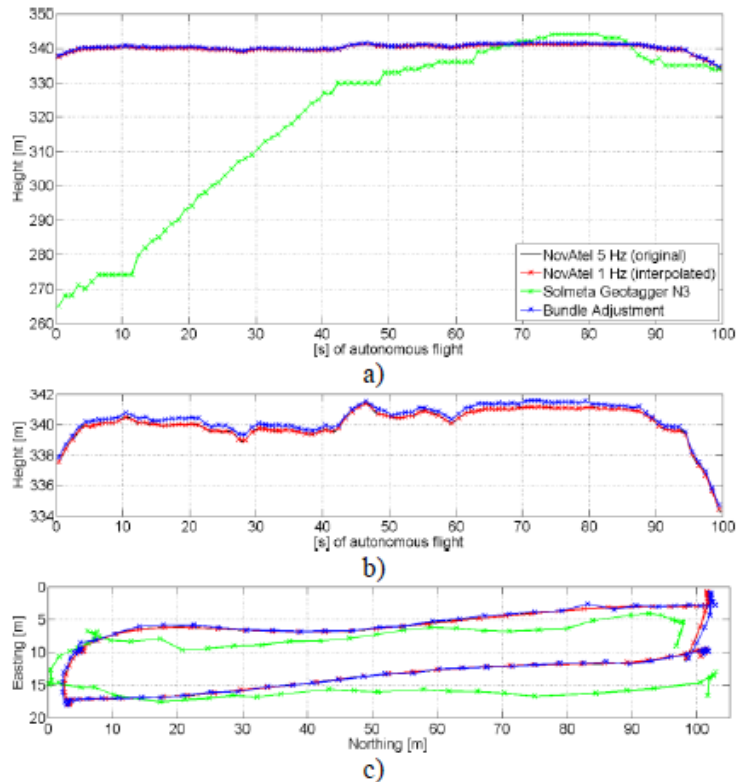 350
340
330
320
310
300
290
280
270
260
Height [m]
NovAtel 5 Hz (original)
NovAtel 1 Hz (interpolated)
Solmeta Geotagger N3
Bundle Adjustment
0 10 20 30 40 50 60 70 80 90 100
[s] of autonomous flight
a)
342
340
338
336
334
Height [m]
0 10 20 30 40 50 60 70 80 90 100
[s] of autonomous flight
b)
0
5
10
15
20
Easting [m]
0 10 20 30 40 50 60 70 80 90 100
Northing [m]
c)